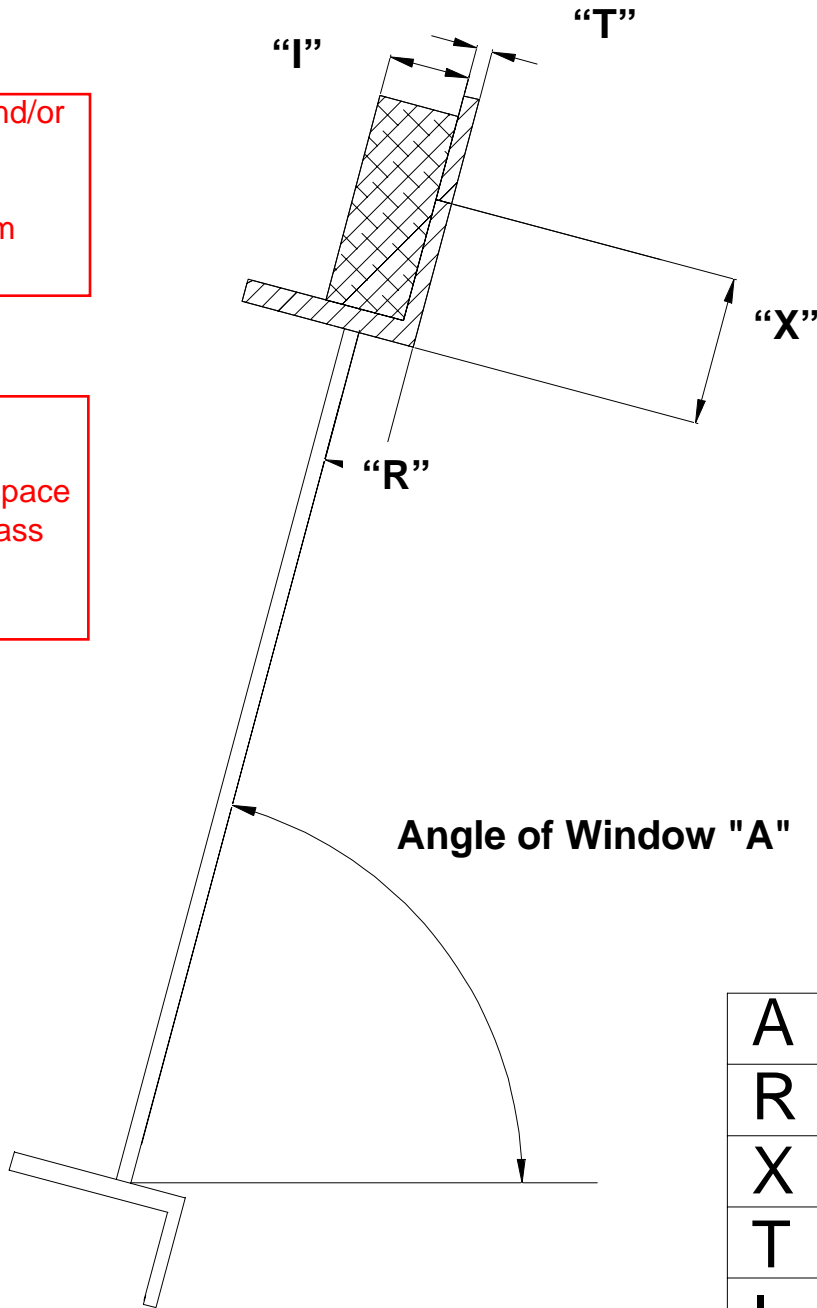 “I”
“T”
nd/or
m
“X”
“R”
pace
ass
Angle of Window "A"
A
R
X
T